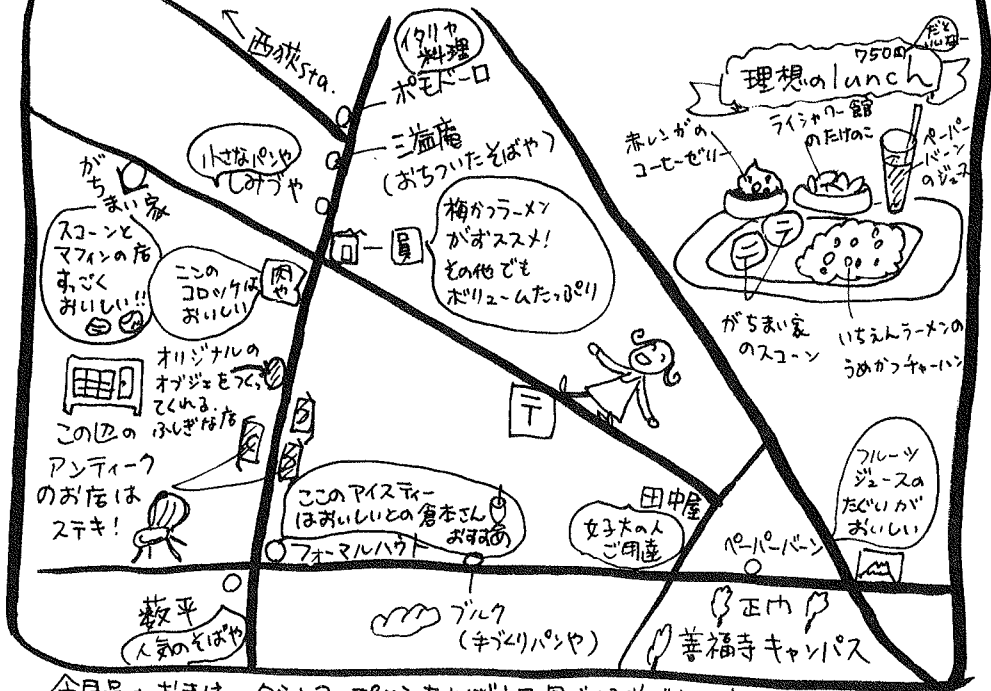 西荻sta.
イタリヤ
料理
ポモドーロ
三益庵
(おちついたそばや)
小さなパンや
しみづや
がちまい家
スコーンと
マフィンの店
すっごく
おいしい!!
ニンの
コロッケは
おいしい
肉や
員
梅かつラーメン
がオススメ!
その他でも
ボリュームたっぷり
だと
いいなー
750円
理想のlunch
赤レンガの
コーヒーゼリー
ライシャワー館
のたけのこ
ペーパー
バーン
のジュース
がちまい家
のスコーン
いちえんラーメンの
うめかつチャーハン
オリジナルの
オブジェをつくっ
てくれる
ふしぎな店
この辺の
アンティーク
のお店は
ステキ!
〒
ここのアイスティー
はおいしいとの倉本さん
おすすめ
フォーマルハウト
田中屋
女子大の人
ご用達
ペーパーバーン
フルーツ
ジュースの
たぐいが
おいしい
藪平
人気のそばや
ブルク
(手づくりパンや)
正門
善福寺キャンパス